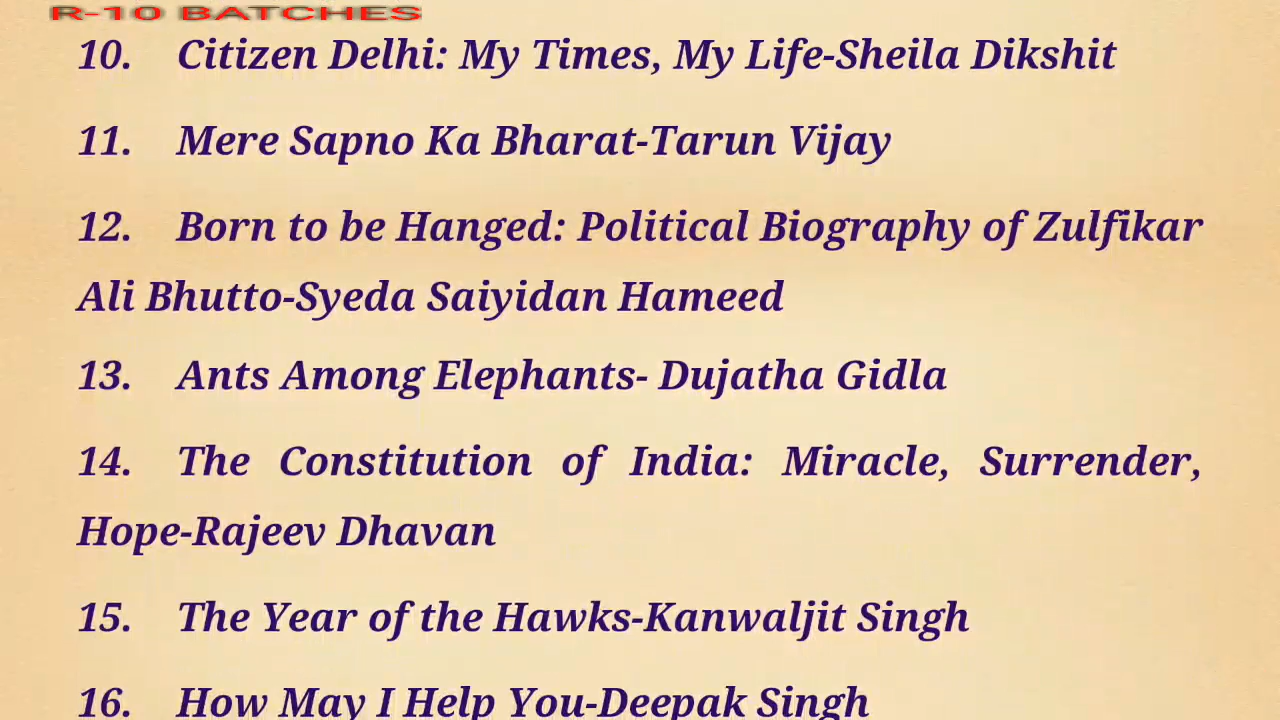 R-10 BATCHES
10. Citizen Delhi: My Times, My Life-Sheila Dikshit
11. Mere Sapno Ka Bharat-Tarun Vijay
12. Born to be Hanged: Political Biography of Zulfikar
Ali Bhutto-Syeda Saiyidan Hameed
13. Ants Among Elephants- Dujatha Gidla
14. The Constitution of India: Miracle, Surrender,
Hope-Rajeev Dhavan
15. The Year of the Hawks-Kanwaljit Singh
16. How May I Help You-Deepak Singh